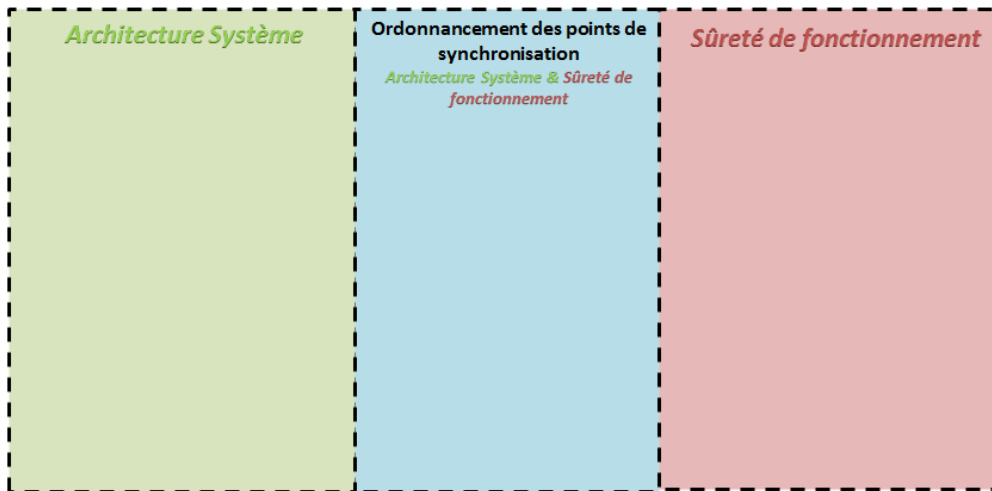 Architecture Système
Ordonnancement des points de
synchronisation
Architecture Système & Sûreté de
fonctionnement
Sûreté de fonctionnement